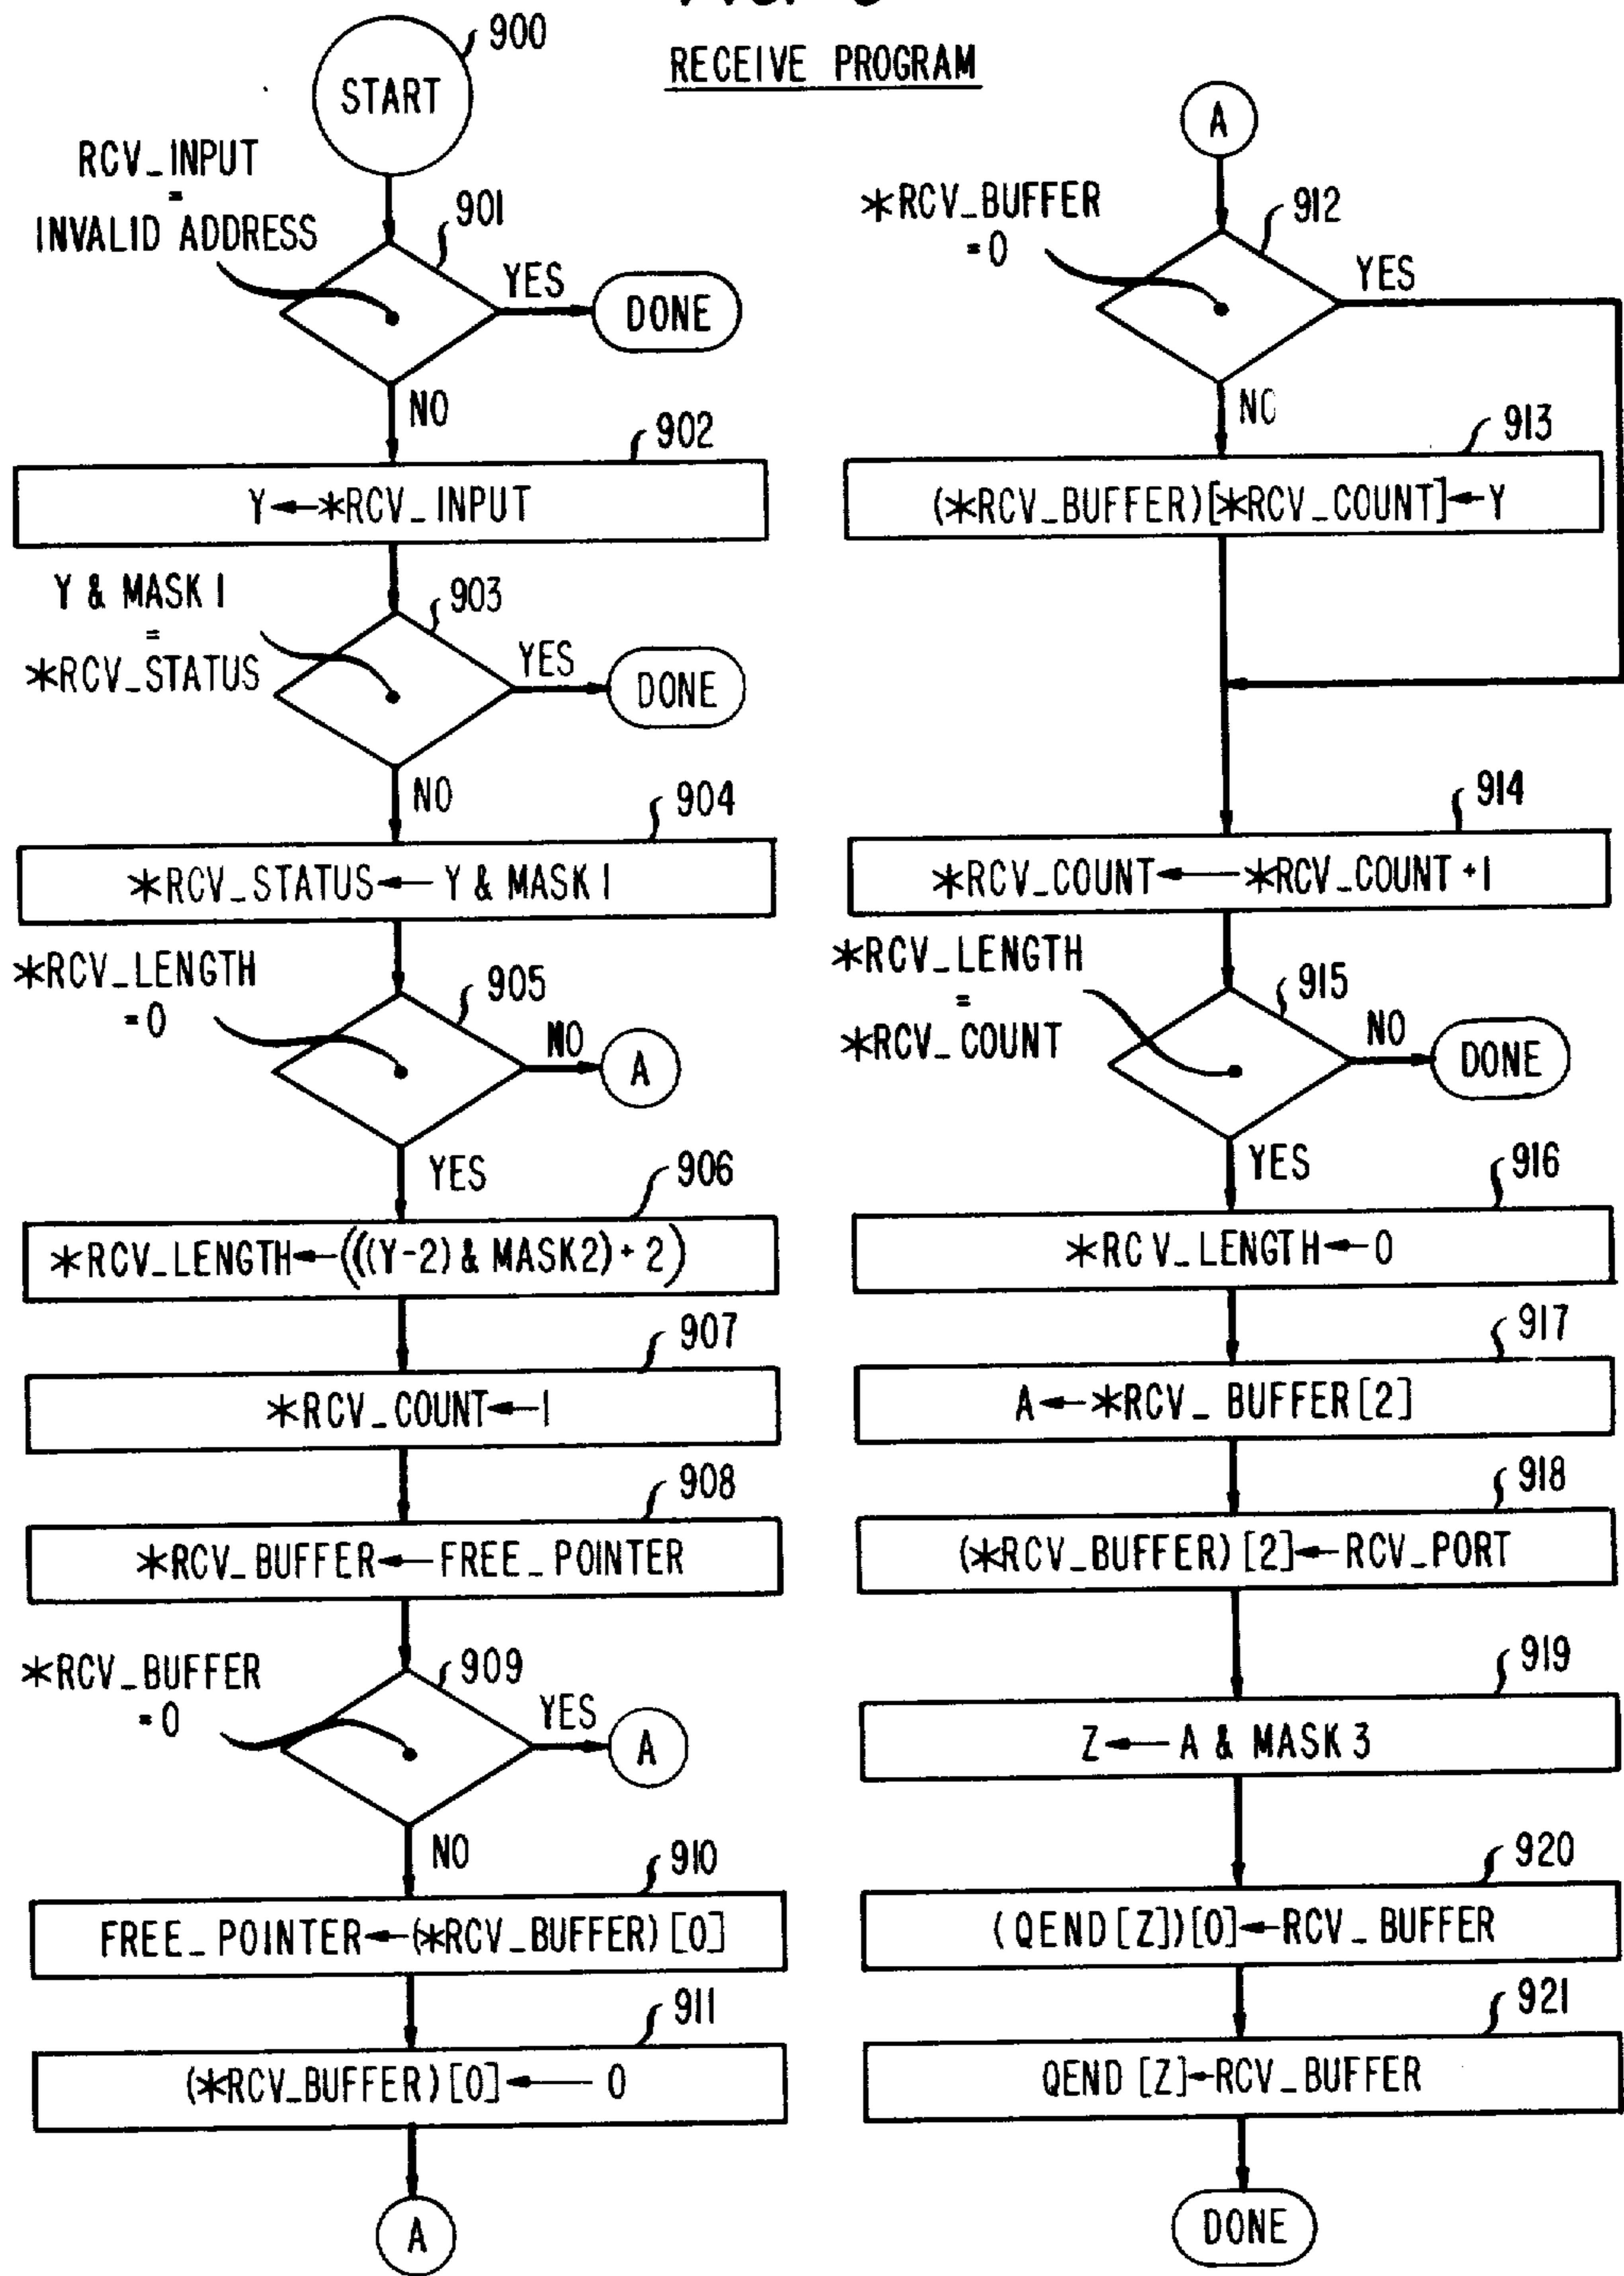 RECEIVE PROGRAM
START
900
RCV_INPUT
=
INVALID ADDRESS
901
YES
DONE
NO
902
Y←*RCV_INPUT
Y & MASK 1
=
*RCV_STATUS
903
YES
DONE
NO
904
*RCV_STATUS← Y & MASK 1
*RCV_LENGTH
=0
905
NO
A
YES
906
*RCV_LENGTH←(((Y-2) & MASK2) + 2)
907
*RCV_COUNT←1
908
*RCV_BUFFER← FREE_POINTER
*RCV_BUFFER
=0
909
YES
A
NO
910
FREE_POINTER←(*RCV_BUFFER)[0]
911
(*RCV_BUFFER)[0]← 0
A
A
*RCV_BUFFER
=0
912
YES
NO
913
(*RCV_BUFFER)[*RCV_COUNT]←Y
914
*RCV_COUNT← *RCV_COUNT +1
*RCV_LENGTH
=
*RCV_COUNT
915
NO
DONE
YES
916
*RCV_LENGTH←0
917
A←*RCV_BUFFER[2]
918
(*RCV_BUFFER)[2]←RCV_PORT
919
Z← A & MASK 3
920
(QEND[Z])[0]←RCV_BUFFER
921
QEND [Z]←RCV_BUFFER
DONE